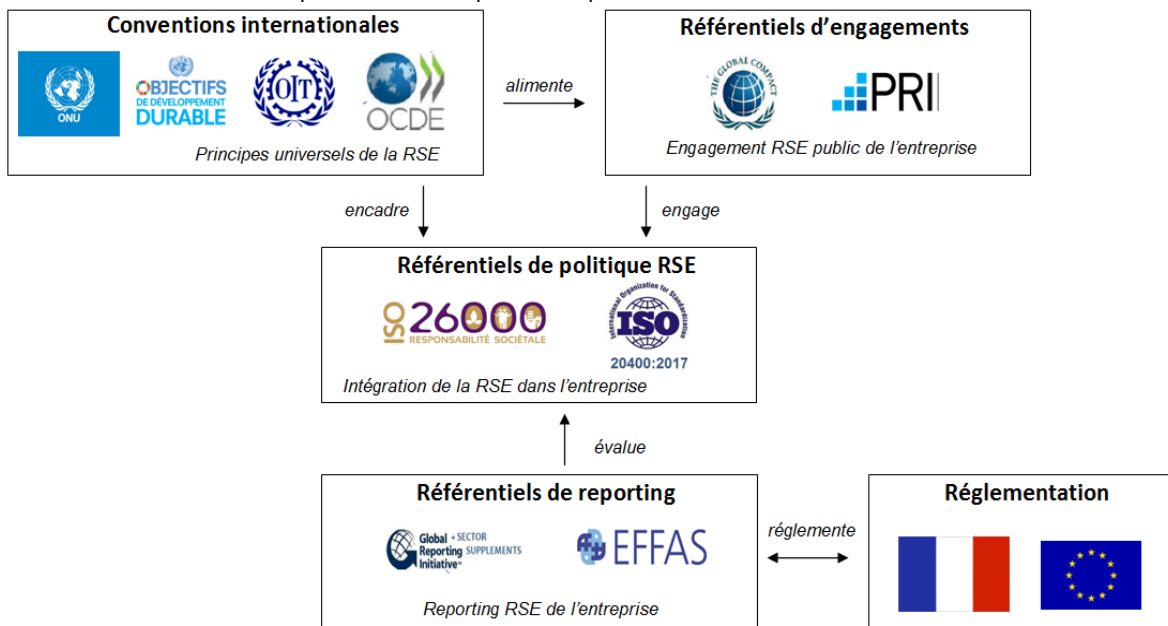 Conventions internationales
ONU
OBJECTIFS
DE DÉVELOPPEMENT
DURABLE
OIT
OCDE
Principes universels de la RSE
alimente
Référentiels d'engagements
THE GLOBAL COMPACT
PRI
Engagement RSE public de l'entreprise
encadre
engage
Référentiels de politique RSE
ISO 26000
RESPONSABILITÉ SOCIÉTALE
International Organization for Standardization
ISO
20400:2017
Intégration de la RSE dans l'entreprise
évalue
Référentiels de reporting
Global + SECTOR
Reporting SUPPLEMENTS
Initiative™
EFFAS
Reporting RSE de l'entreprise
réglemente
Réglementation